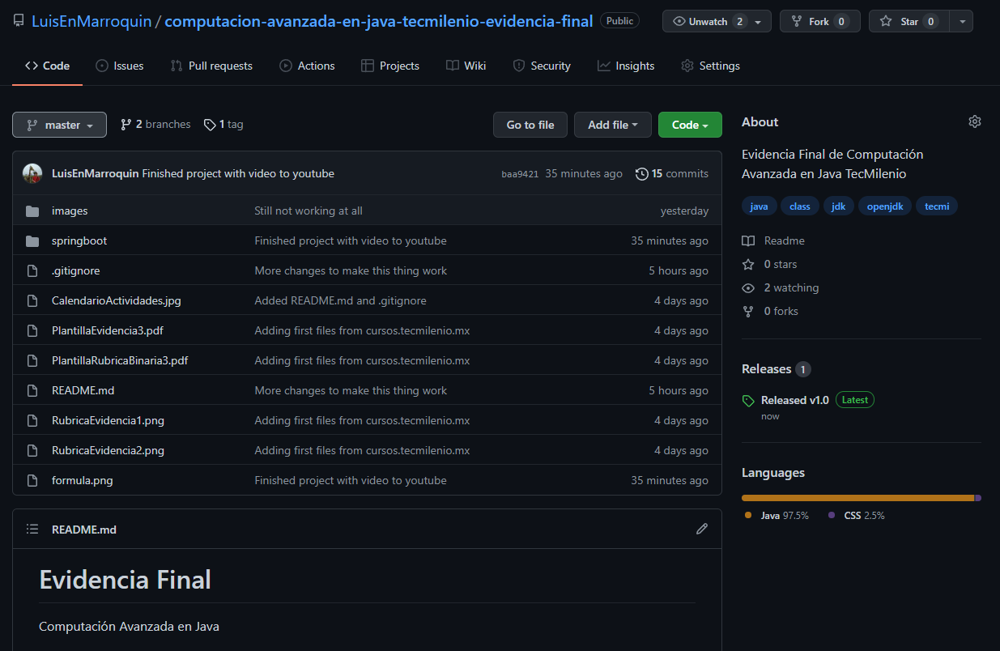 LuisEnMarroquin / computacion-avanzada-en-java-tecmilenio-evidencia-final Public Unwatch 2 Fork 0 Star 0
Code Issues Pull requests Actions Projects Wiki Security Insights Settings
master 2 branches 1 tag Go to file Add file Code
LuisEnMarroquin Finished project with video to youtube baa9421 35 minutes ago 15 commits
images Still not working at all yesterday
springboot Finished project with video to youtube 35 minutes ago
.gitignore More changes to make this thing work 5 hours ago
CalendarioActividades.jpg Added README.md and .gitignore 4 days ago
PlantillaEvidencia3.pdf Adding first files from cursos.tecmilenio.mx 4 days ago
PlantillaRubricaBinaria3.pdf Adding first files from cursos.tecmilenio.mx 4 days ago
README.md More changes to make this thing work 5 hours ago
RubricaEvidencia1.png Adding first files from cursos.tecmilenio.mx 4 days ago
RubricaEvidencia2.png Adding first files from cursos.tecmilenio.mx 4 days ago
formula.png Finished project with video to youtube 35 minutes ago
README.md
Evidencia Final
Computación Avanzada en Java
About
Evidencia Final de Computación
Avanzada en Java TecMilenio
java class jdk openjdk tecmi
Readme
0 stars
2 watching
0 forks
Releases 1
Released v1.0 Latest
now
Languages
Java 97.5% CSS 2.5%